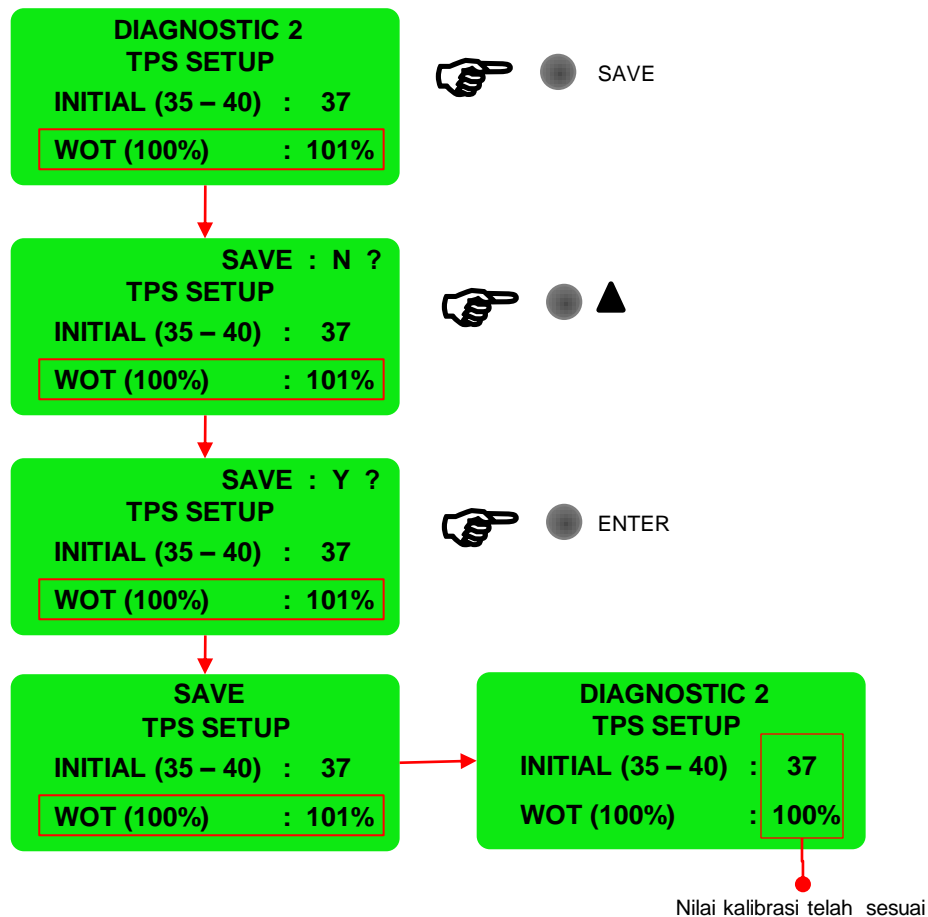 DIAGNOSTIC 2
TPS SETUP
INITIAL (35 – 40) : 37
WOT (100%) : 101%
SAVE
SAVE : N ?
TPS SETUP
INITIAL (35 – 40) : 37
WOT (100%) : 101%
SAVE : Y ?
TPS SETUP
INITIAL (35 – 40) : 37
WOT (100%) : 101%
ENTER
SAVE
TPS SETUP
INITIAL (35 – 40) : 37
WOT (100%) : 101%
DIAGNOSTIC 2
TPS SETUP
INITIAL (35 – 40) : 37
WOT (100%) : 100%
Nilai kalibrasi telah sesuai